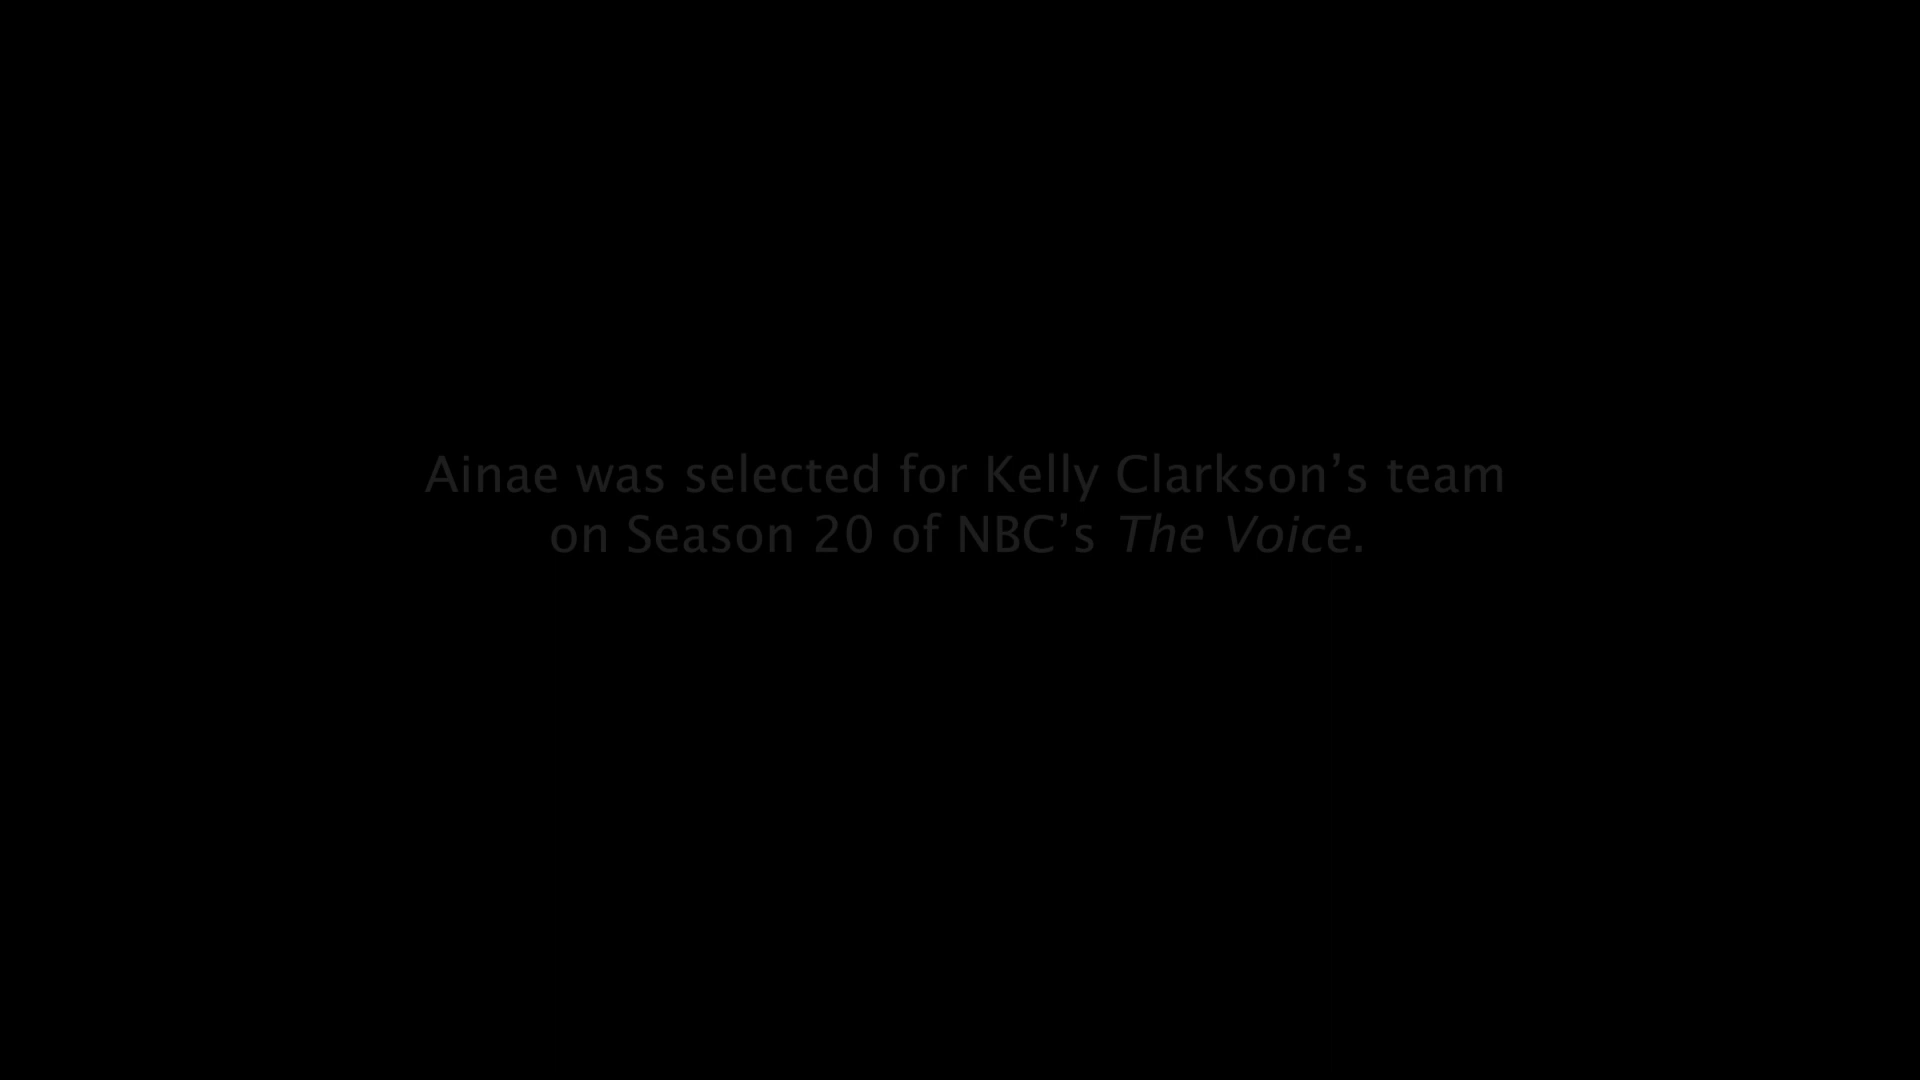 Ainae was selected for Kelly Clarkson’s team
on Season 20 of NBC’s The Voice.